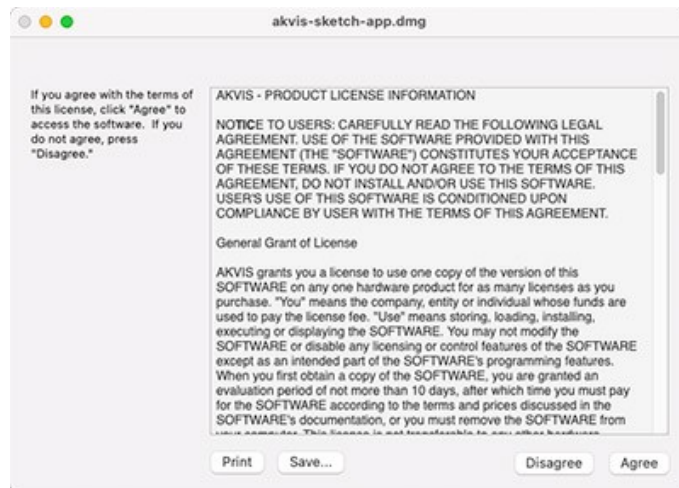 akvis-sketch-app.dmg
If you agree with the terms of
this license, click "Agree" to
access the software.  If you
do not agree, press
"Disagree."
AKVIS - PRODUCT LICENSE INFORMATION
NOTICE TO USERS: CAREFULLY READ THE FOLLOWING LEGAL
AGREEMENT. USE OF THE SOFTWARE PROVIDED WITH THIS
AGREEMENT (THE "SOFTWARE") CONSTITUTES YOUR ACCEPTANCE
OF THESE TERMS. IF YOU DO NOT AGREE TO THE TERMS OF THIS
AGREEMENT, DO NOT INSTALL AND/OR USE THIS SOFTWARE.
USER'S USE OF THIS SOFTWARE IS CONDITIONED UPON
COMPLIANCE BY USER WITH THE TERMS OF THIS AGREEMENT.
General Grant of License
AKVIS grants you a license to use one copy of the version of this
SOFTWARE on any one hardware product for as many licenses as you
purchase. "You" means the company, entity or individual whose funds are
used to pay the license fee. "Use" means storing, loading, installing,
executing or displaying the SOFTWARE. You may not modify the
SOFTWARE or disable any licensing or control features of the SOFTWARE
except as an intended part of the SOFTWARE's programming features.
When you first obtain a copy of the SOFTWARE, you are granted an
evaluation period of not more than 10 days, after which time you must pay
for the SOFTWARE according to the terms and prices discussed in the
SOFTWARE's documentation, or you must remove the SOFTWARE from
your computer. This license is not transferable to any other hardware
Print
Save...
Disagree
Agree